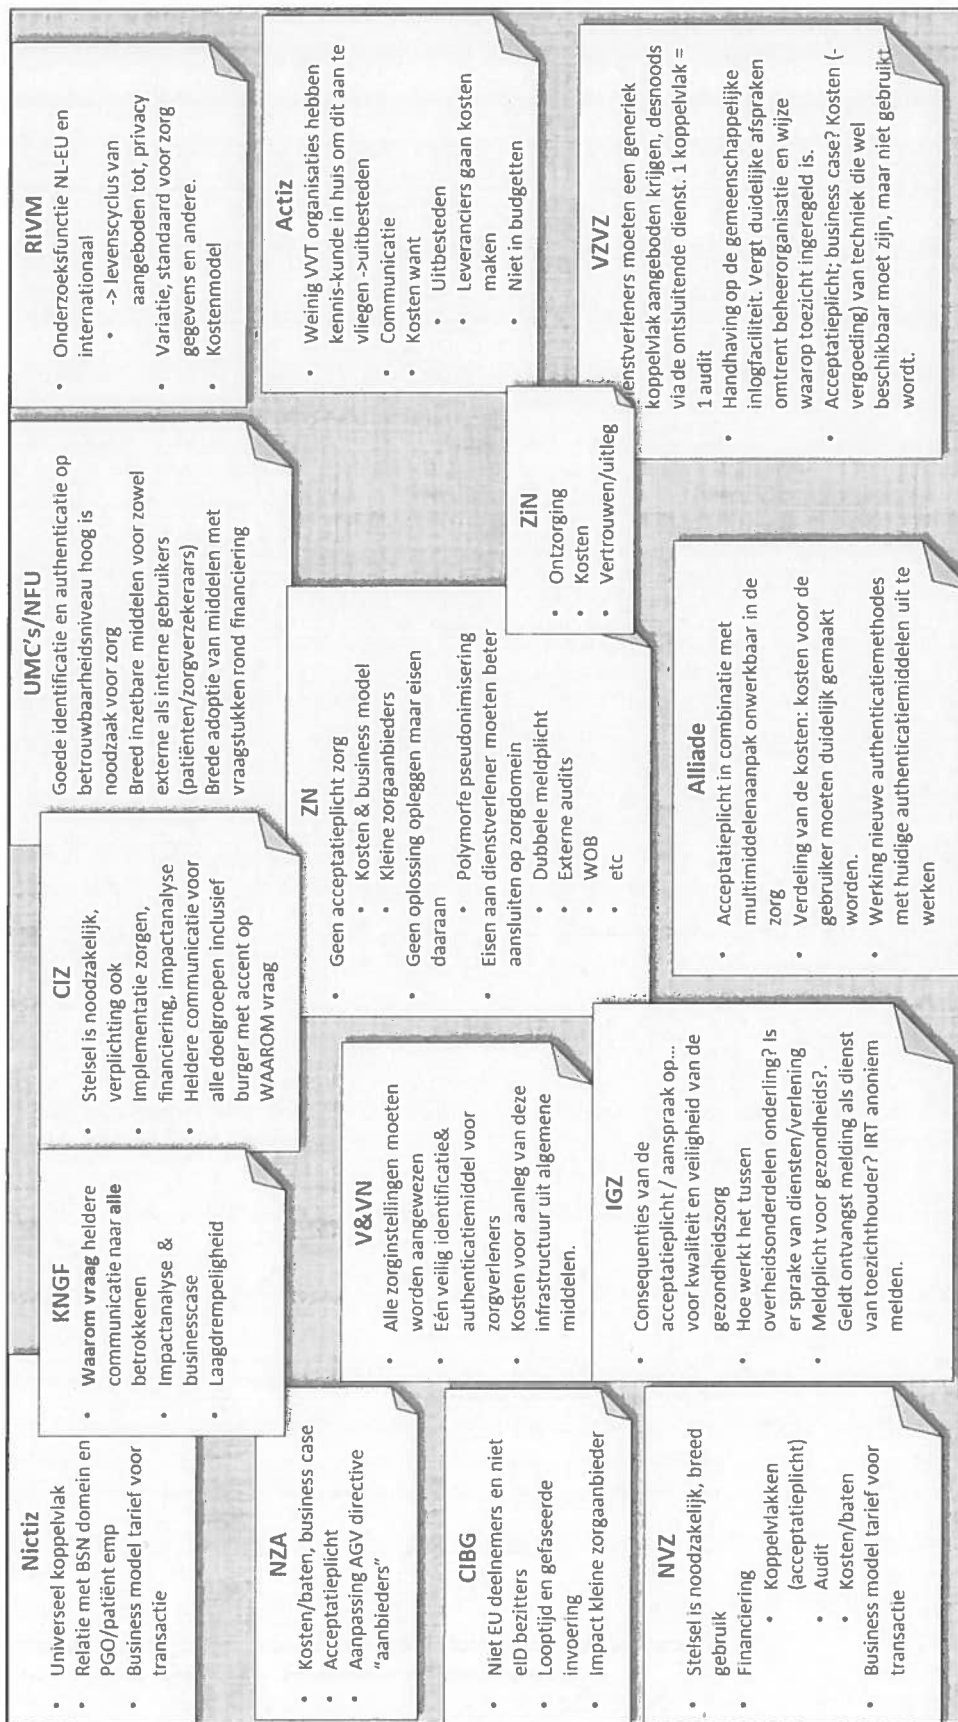 Nictiz
• Universeel koppelvlak
• Relatie met BSN domein en
PGO/patiënt emp
• Business model tarief voor
transactie
KNGF
• Waarom vraag heldere
communicatie naar alle
betrokkenen
• Impactanalyse &
businesscase
• Laagdrempeligheid
CIZ
• Stelsel is noodzakelijk,
verplichting ook
• Implementatie zorgen,
financiering, impactanalyse
• Heldere communicatie voor
alle doelgroepen inclusief
burger met accent op
WAAROM vraag
UMC's/NFU
Goede identificatie en authenticatie op
betrouwbaarheidsniveau hoog is
noodzaak voor zorg
Breed inzetbare middelen voor zowel
externe als interne gebruikers
(patiënten/zorgverzekeraars)
Brede adoptie van middelen met
vraagstukken rond financiering
RIVM
• Onderzoeksfunctie NL-EU en
internationaal
• -> levenscyclus van
aangeboden tot, privacy
Variatie, standard voor zorg
gegevens en andere.
• Kostenmodel
NZA
• Kosten/baten, business case
• Acceptatieplicht
• Aanpassing AGV directive
“aanbieders”
V&VN
• Alle zorginstellingen moeten
worden aangewezen
• Eén veilig identificatie&
authenticatiemiddel voor
zorgverleners
• Kosten voor aanleg van deze
infrastructuur uit algemene
middelen.
ZN
• Geen acceptatieplicht zorg
• Kosten & business model
• Kleine zorgaanbieders
• Geen oplossing opleggen maar eisen
daaraan
• Polymorfe pseudonimisering
• Eisen aan dienstverlener moeten beter
aansluiten op zorgdomein
• Dubbele meldplicht
• Externe audits
• WOB
• etc
Actiz
• Weinig VVT organisaties hebben
kennis-kunde in huis om dit aan te
vliegen ->uitbesteden
• Communicatie
• Kosten want
• Uitbesteden
• Leveranciers gaan kosten
maken
• Niet in budgetten
CIBG
• Niet EU deelnemers en niet
eID bezitters
• Looptijd en gefaseerde
invoering
• Impact kleine zorgaanbieder
ZiN
• Ontzorging
• Kosten
• Vertrouwen/uitleg
NVZ
• Stelsel is noodzakelijk, breed
gebruik
• Financiering
• Koppelvlakken
(acceptatieplicht)
• Audit
• Kosten/baten
• Business model tarief voor
transactie
IGZ
• Consequenties van de
acceptatieplicht / aanspraak op...
voor kwaliteit en veiligheid van de
gezondheidszorg
• Hoe werkt het tussen
overheidsonderdelen onderling? Is
er sprake van diensten/verlening
• Meldplicht voor gezondheids?.
Geldt ontvangst melding als dienst
van toezichthouder? IRT anoniem
melden.
Alliade
• Acceptatieplicht in combinatie met
multimiddelenaanpak onwerkbaar in de
zorg
• Verdeling van de kosten: kosten voor de
gebruiker moeten duidelijk gemaakt
worden.
• Werking nieuwe authenticatiemethodes
met huidige authenticatiemiddelen uit te
werken
VZVZ
ienstverleners moeten een generiek
koppelvlak aangeboden krijgen, desnoods
via de ontsluitende dienst. 1 koppelvlak =
1 audit
• Handhaving op de gemeenschappelijke
inlogfaciliteit. Vergt duidelijke afspraken
omtrent beheerorganisatie en wijze
waarop toezicht ingeregeld is.
• Acceptatieplicht; business case? Kosten (-
vergoeding) van techniek die wel
beschikbaar moet zijn, maar niet gebruikt
wordt.